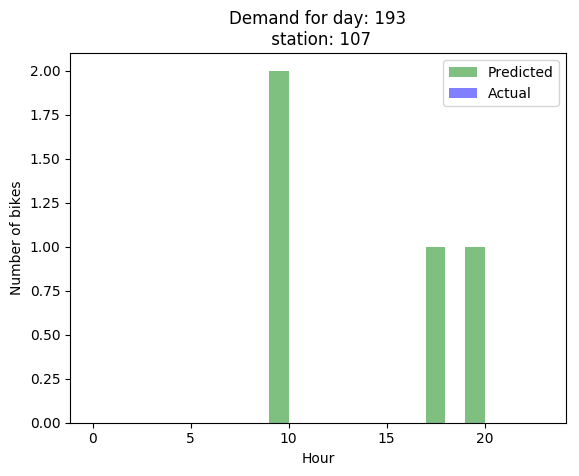 Demand for day: 193
station: 107
Predicted
Actual
2.00
1.75
1.50
1.25
1.00
0.75
0.50
0.25
0.00
Number of bikes
0 5 10 15 20
Hour